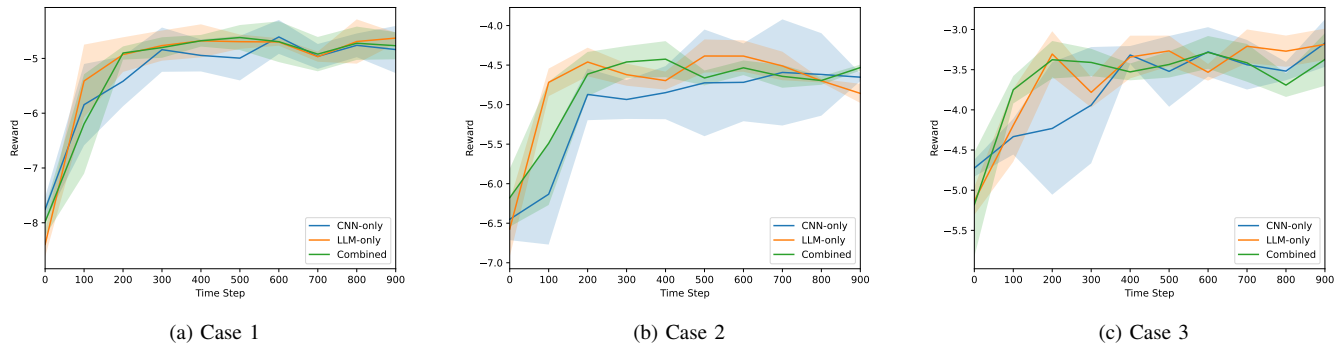 −5
−6
−7
−8
Reward
0 100 200 300 400 500 600 700 800 900
Time Step
CNN-only
LLM-only
Combined
(a) Case 1
−4.0
−4.5
−5.0
−5.5
−6.0
−6.5
−7.0
Reward
0 100 200 300 400 500 600 700 800 900
Time Step
CNN-only
LLM-only
Combined
(b) Case 2
−3.0
−3.5
−4.0
−4.5
−5.0
−5.5
Reward
0 100 200 300 400 500 600 700 800 900
Time Step
CNN-only
LLM-only
Combined
(c) Case 3